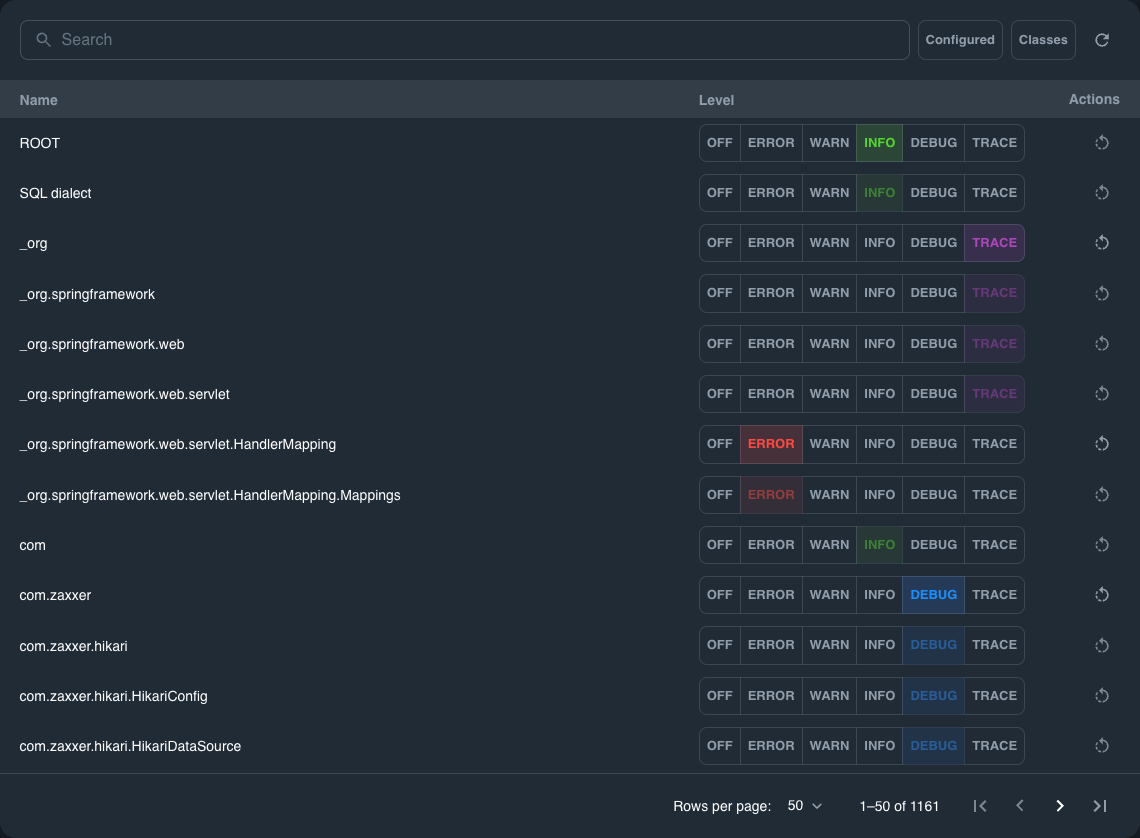 Search Configured Classes
Name Level Actions
ROOT OFF ERROR WARN INFO DEBUG TRACE
SQL dialect OFF ERROR WARN INFO DEBUG TRACE
_org OFF ERROR WARN INFO DEBUG TRACE
_org.springframework OFF ERROR WARN INFO DEBUG TRACE
_org.springframework.web OFF ERROR WARN INFO DEBUG TRACE
_org.springframework.web.servlet OFF ERROR WARN INFO DEBUG TRACE
_org.springframework.web.servlet.HandlerMapping OFF ERROR WARN INFO DEBUG TRACE
_org.springframework.web.servlet.HandlerMapping.Mappings OFF ERROR WARN INFO DEBUG TRACE
com OFF ERROR WARN INFO DEBUG TRACE
com.zaxxer OFF ERROR WARN INFO DEBUG TRACE
com.zaxxer.hikari OFF ERROR WARN INFO DEBUG TRACE
com.zaxxer.hikari.HikariConfig OFF ERROR WARN INFO DEBUG TRACE
com.zaxxer.hikari.HikariDataSource OFF ERROR WARN INFO DEBUG TRACE
Rows per page: 50 1–50 of 1161